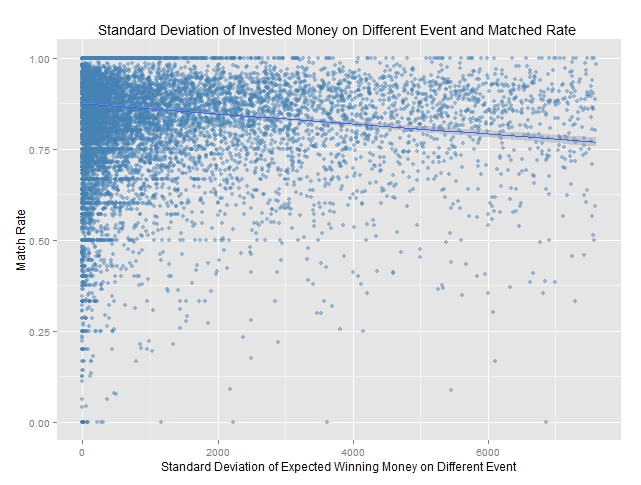 Standard Deviation of Invested Money on Different Event and Matched Rate
1.00
0.75
0.50
0.25
0.00
Match Rate
0 2000 4000 6000
Standard Deviation of Expected Winning Money on Different Event